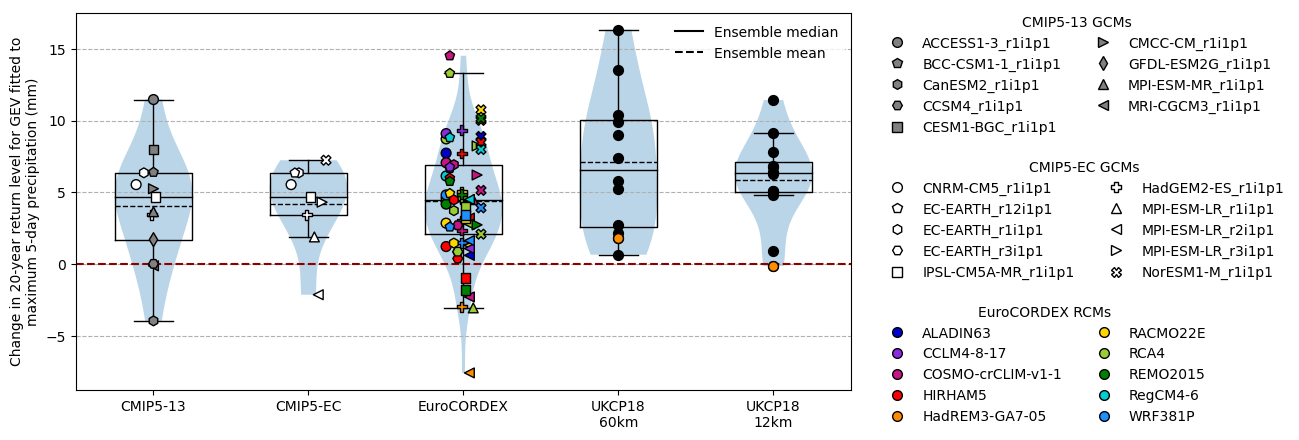 Change in 20-year return level for GEV fitted to
maximum 5-day precipitation (mm)
15
10
5
0
−5
Ensemble median
Ensemble mean
CMIP5-13
CMIP5-EC
EuroCORDEX
UKCP18
60km
UKCP18
12km
CMIP5-13 GCMs
ACCESS1-3_r1i1p1
BCC-CSM1-1_r1i1p1
CanESM2_r1i1p1
CCSM4_r1i1p1
CESM1-BGC_r1i1p1
CMCC-CM_r1i1p1
GFDL-ESM2G_r1i1p1
MPI-ESM-MR_r1i1p1
MRI-CGCM3_r1i1p1
CMIP5-EC GCMs
CNRM-CM5_r1i1p1
EC-EARTH_r12i1p1
EC-EARTH_r1i1p1
EC-EARTH_r3i1p1
IPSL-CM5A-MR_r1i1p1
HadGEM2-ES_r1i1p1
MPI-ESM-LR_r1i1p1
MPI-ESM-LR_r2i1p1
MPI-ESM-LR_r3i1p1
NorESM1-M_r1i1p1
EuroCORDEX RCMs
ALADIN63
CCLM4-8-17
COSMO-crCLIM-v1-1
HIRHAM5
HadREM3-GA7-05
RACMO22E
RCA4
REMO2015
RegCM4-6
WRF381P